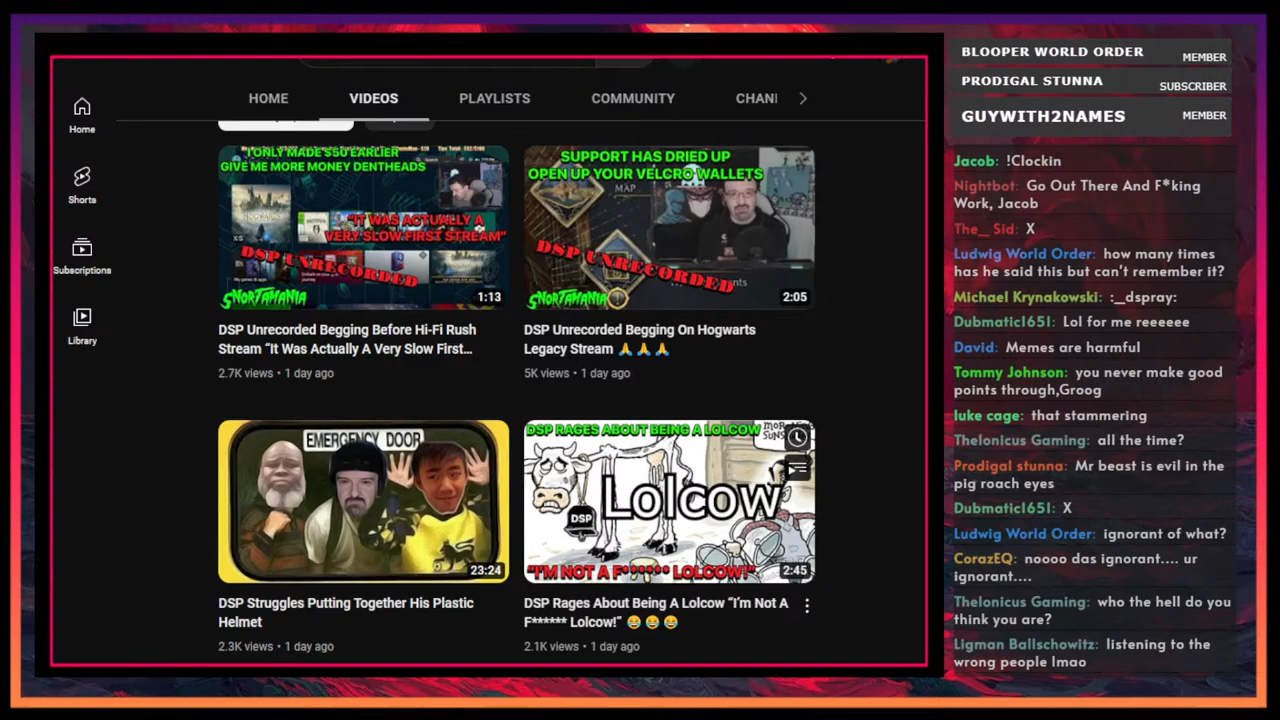 HOME VIDEOS PLAYLISTS COMMUNITY
Home
Shorts
Subscriptions
Library
I ONLY MADE $50 EARLIER
GIVE ME MORE MONEY DENTHEADS
"IT WAS ACTUALLY A
VERY SLOW FIRST STREAM"
DSP UNRECORDED
SNORTAMANIA
1:13
DSP Unrecorded Begging Before Hi-Fi Rush
Stream “It Was Actually A Very Slow First...
2.7K views • 1 day ago
SUPPORT HAS DRIED UP
OPEN UP YOUR VELCRO WALLETS
MAP
DSP UNRECORDED
SNORTAMANIA
2:05
DSP Unrecorded Begging On Hogwarts
Legacy Stream 🙏 🙏 🙏
5K views • 1 day ago
EMERGENCY DOOR
23:24
DSP Struggles Putting Together His Plastic
Helmet
2.3K views • 1 day ago
DSP RAGES ABOUT BEING A LOLCOW
Lolcow
DSP
"I'M NOT A F****** LOLCOW!"
2:45
DSP Rages About Being A Lolcow “I’m Not A
F****** Lolcow!” 😂 😂 😂
2.1K views • 1 day ago
BLOOPER WORLD ORDER MEMBER
PRODIGAL STUNNA SUBSCRIBER
GUYWITH2NAMES MEMBER
Jacob: !Clockin
Nightbot: Go Out There And F*king
Work, Jacob
The_ Sid: X
Ludwig World Order: how many times
has he said this but can't remember it?
Michael Krynakowski: :_dspray:
Dubmatic1651: Lol for me reeeeee
David: Memes are harmful
Tommy Johnson: you never make good
points through,Groog
luke cage: that stammering
Thelonicus Gaming: all the time?
Prodigal stunna: Mr beast is evil in the
pig roach eyes
Dubmatic1651: X
Ludwig World Order: ignorant of what?
CorazEQ: noooo das ignorant.... ur
ignorant....
Thelonicus Gaming: who the hell do you
think you are?
Ligman Ballschowitz: listening to the
wrong people lmao